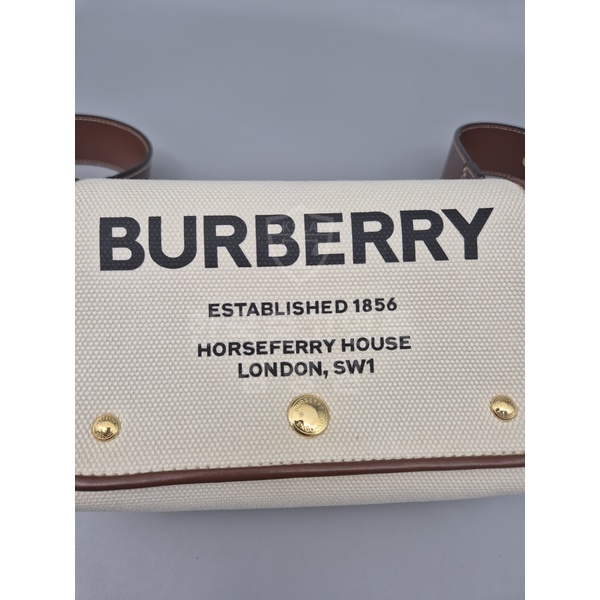 BURBERRY
ESTABLISHED 1856
HORSEFERRY HOUSE
LONDON, SW1